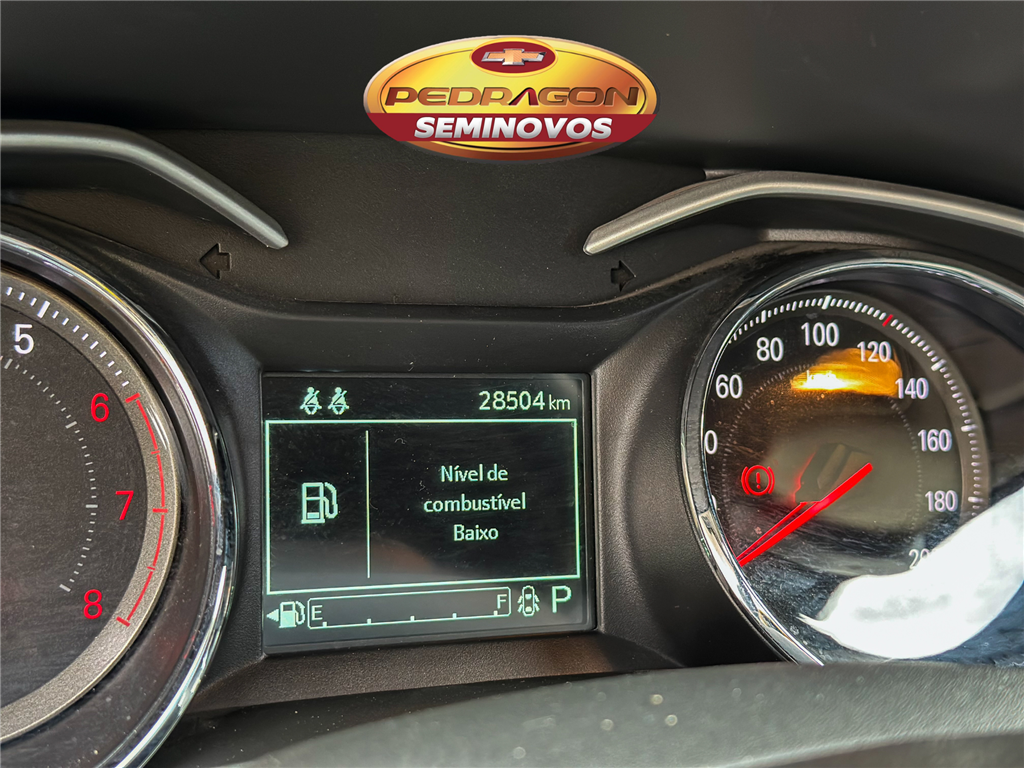 PEDRAGON
SEMINOVOS
5
6
7
8
28504 km
Nível de
combustível
Baixo
E
F
P
60
80
100
120
140
160
180
km/h